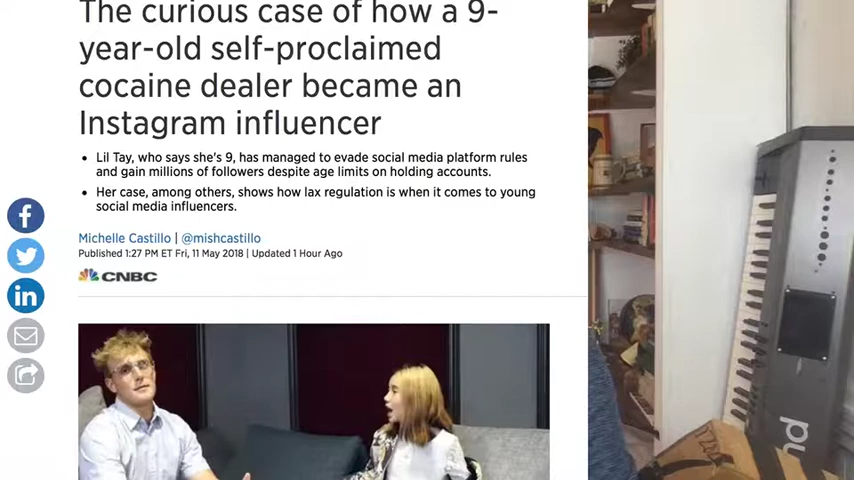 The curious case of how a 9-
year-old self-proclaimed
cocaine dealer became an
Instagram influencer
Lil Tay, who says she's 9, has managed to evade social media platform rules
and gain millions of followers despite age limits on holding accounts.
Her case, among others, shows how lax regulation is when it comes to young
social media influencers.
Michelle Castillo | @mishcastillo
Published 1:27 PM ET Fri, 11 May 2018 | Updated 1 Hour Ago
CNBC